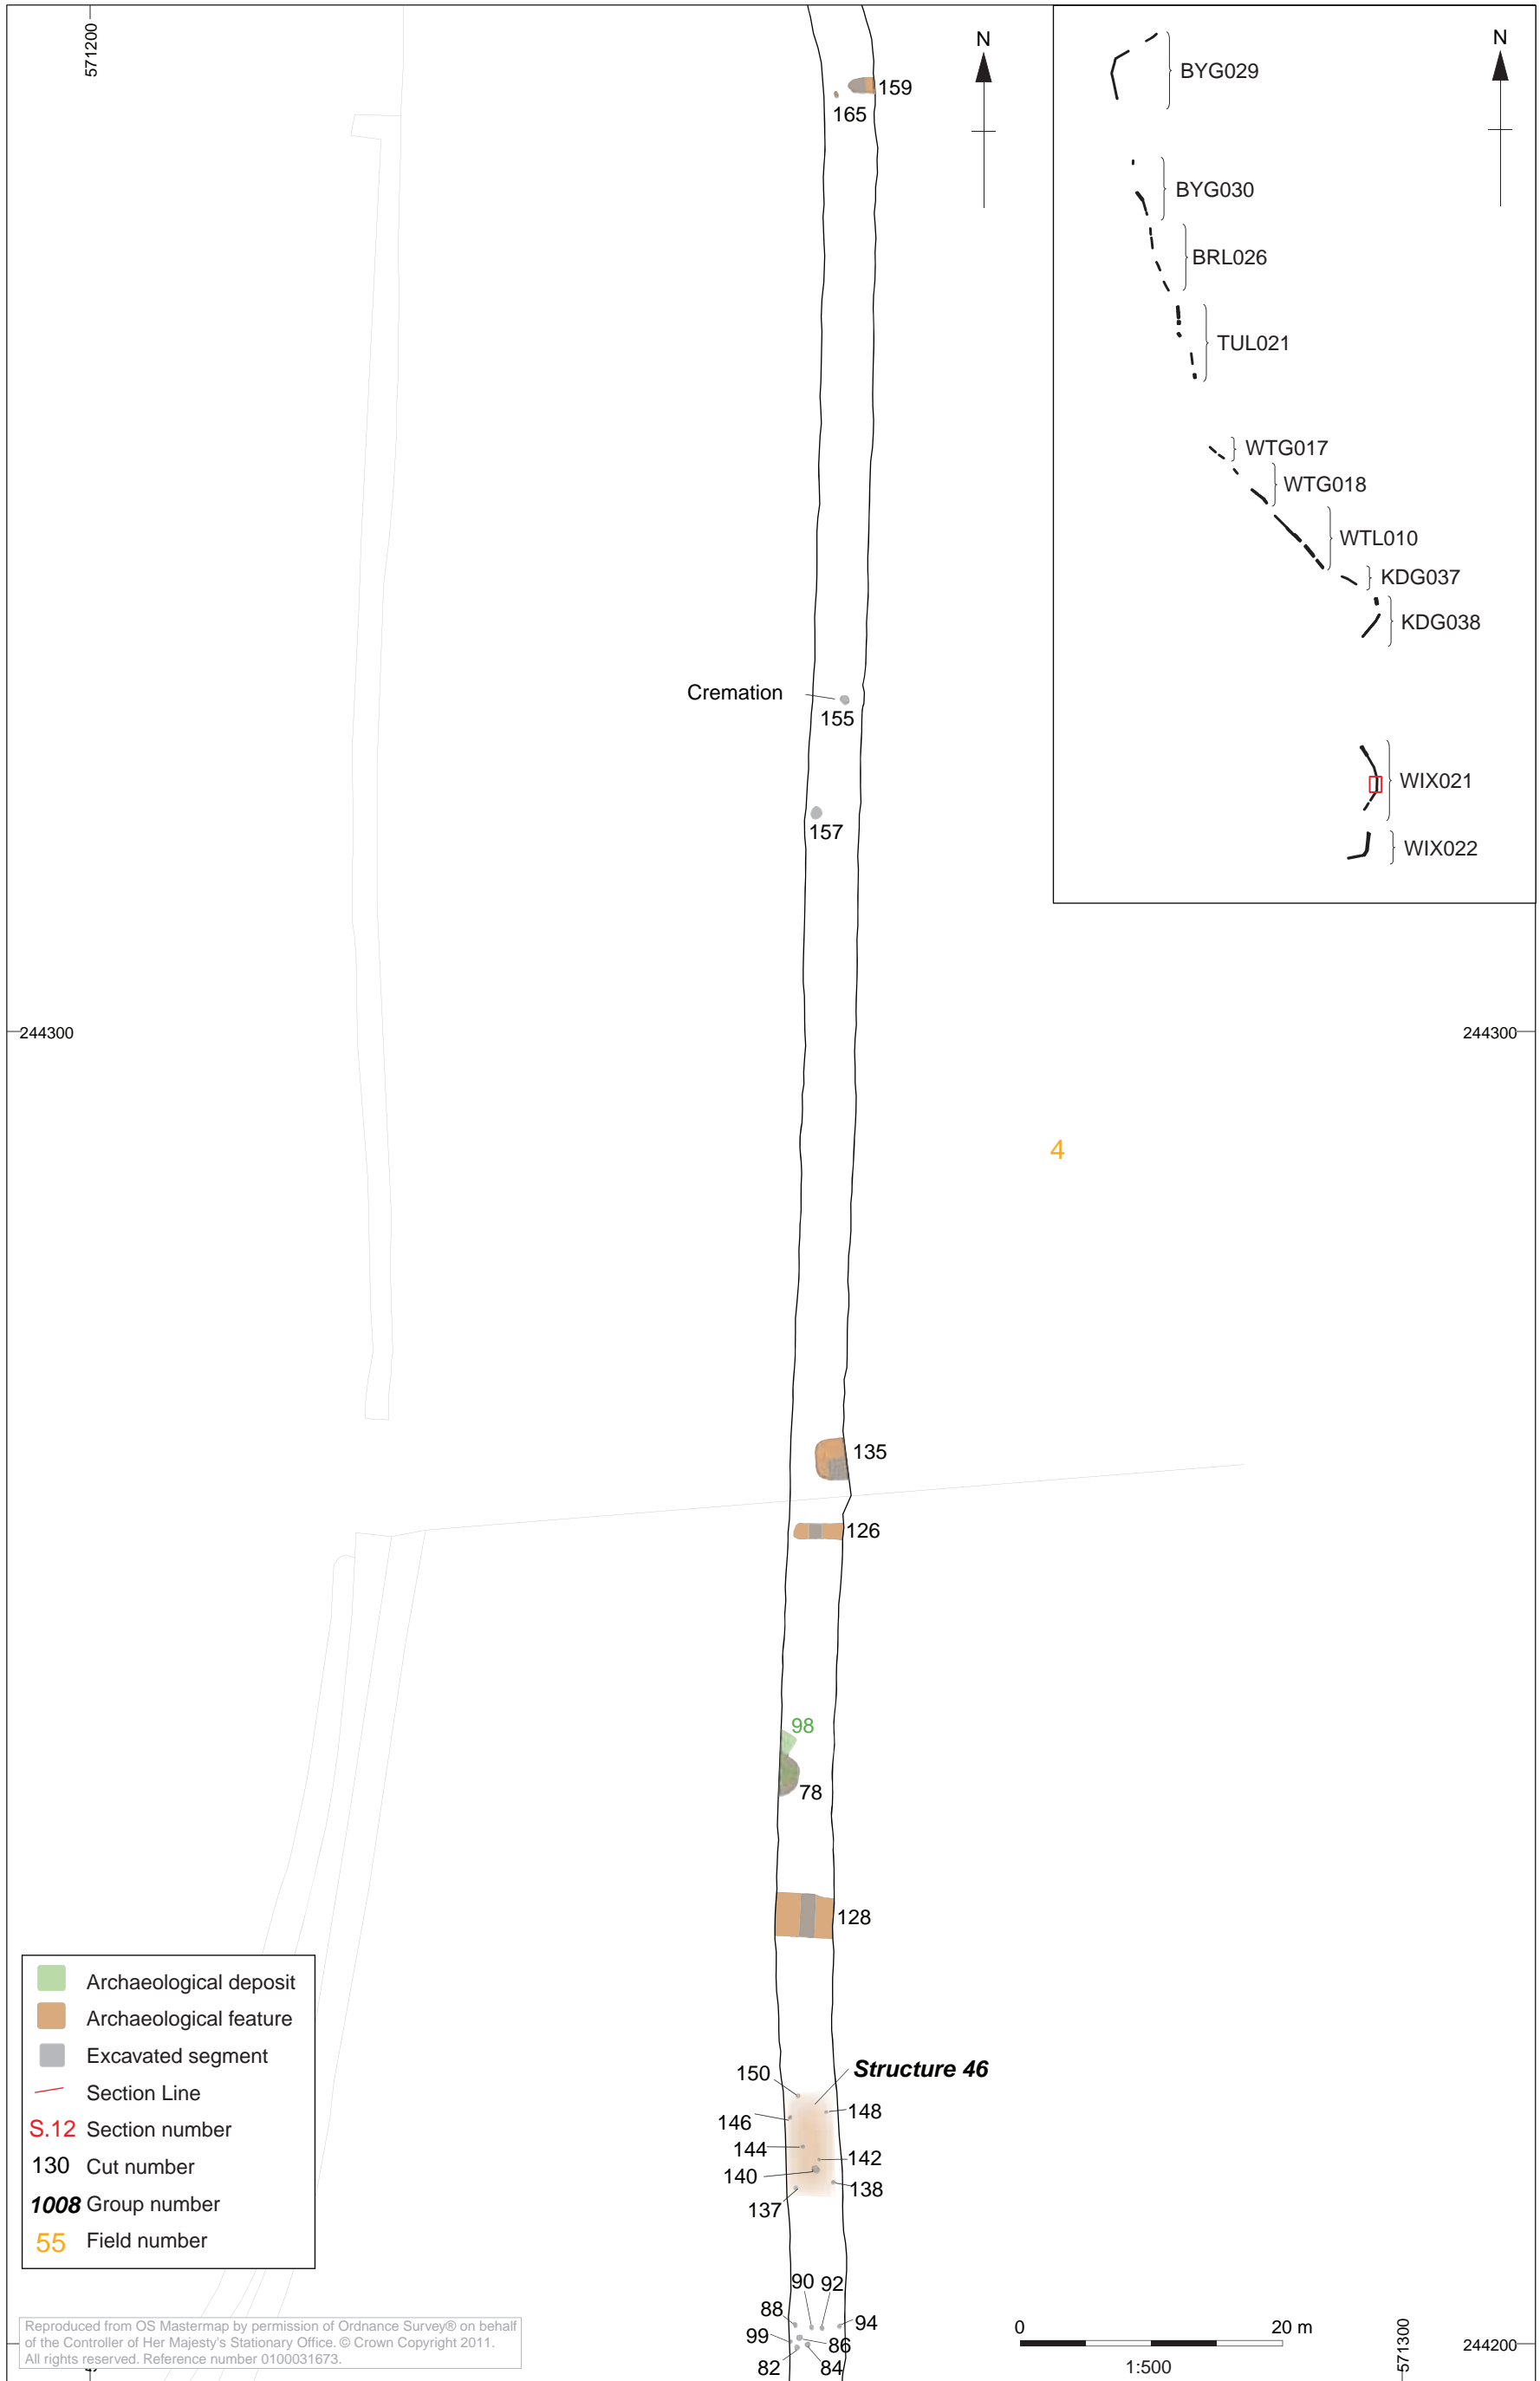 571200
N
159
165
N
BYG029
BYG030
BRL026
TUL021
WTG017
WTG018
WTL010
KDG037
KDG038
WIX021
WIX022
Cremation
155
157
244300
244300
4
135
126
98
78
128
Structure 46
150
146
148
144
142
140
138
137
90 92
88
94
99
86
82
84
Archaeological deposit
Archaeological feature
Excavated segment
Section Line
S.12 Section number
130 Cut number
1008 Group number
55 Field number
Reproduced from OS Mastermap by permission of Ordnance Survey® on behalf
of the Controller of Her Majesty's Stationary Office. © Crown Copyright 2011.
All rights reserved. Reference number 0100031673.
0 20 m
1:500
571300
244200